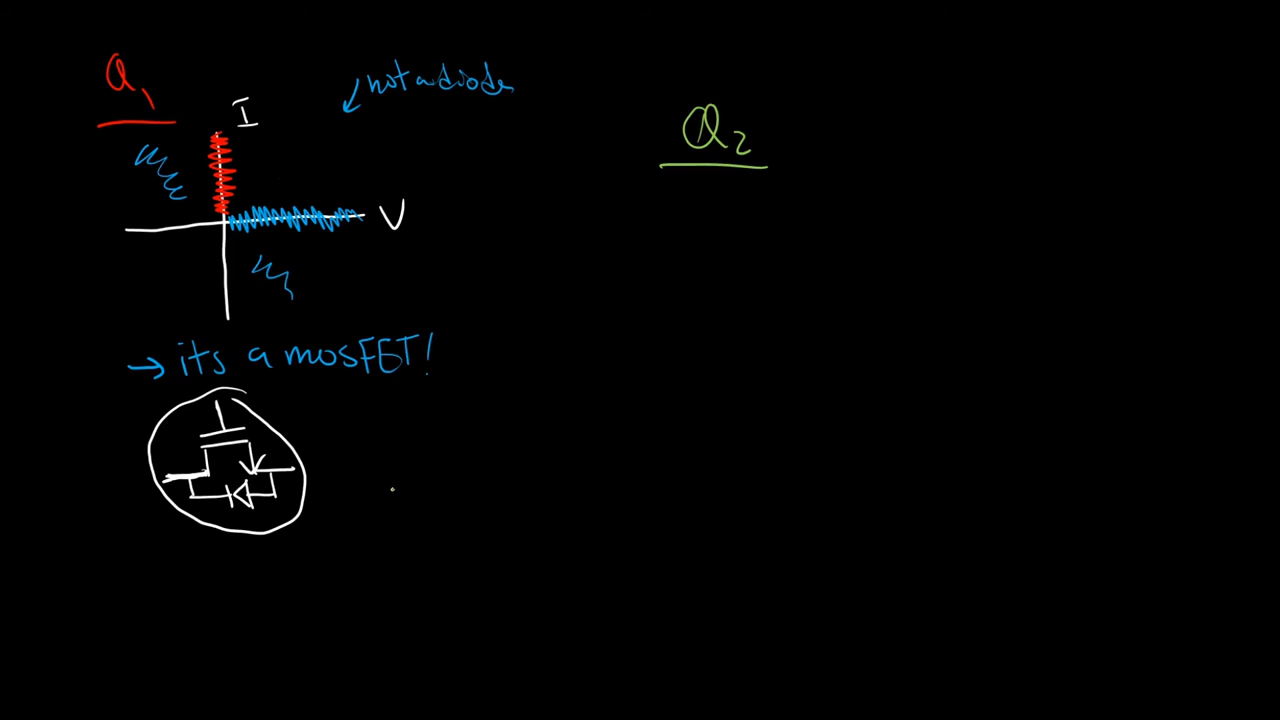 Q1
I
not a diode
Q2
V
→ its a mosFET!